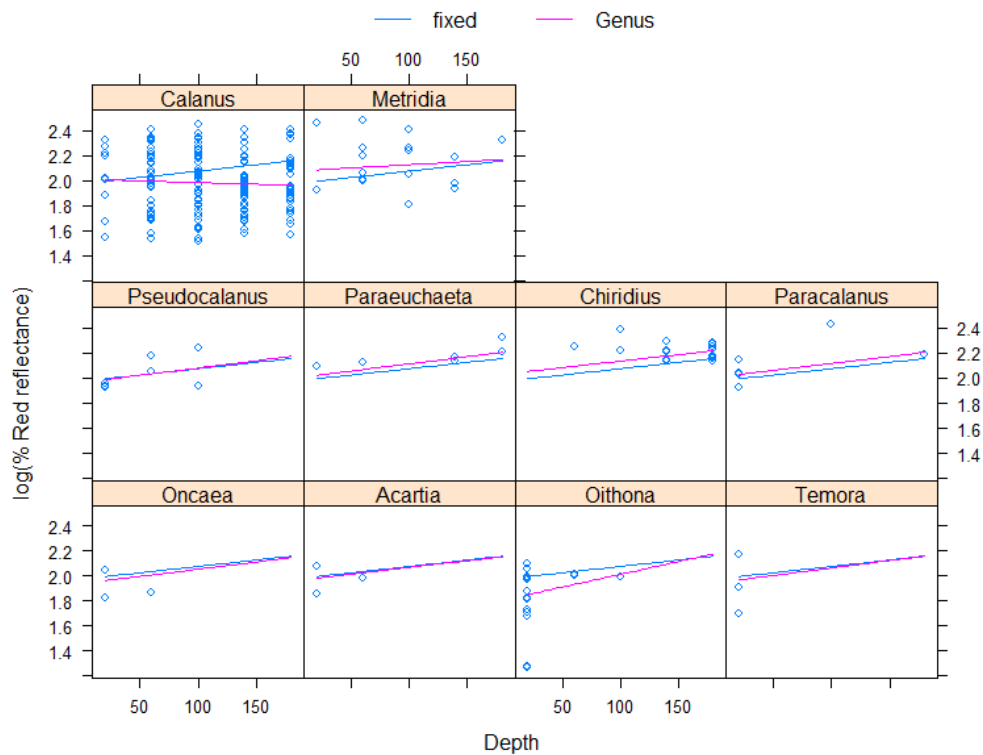 fixed Genus
50 100 150
Calanus Metridia
2.4
2.2
2.0
1.8
1.6
1.4
Pseudocalanus Paraeuchaeta Chiridius Paracalanus
2.4
2.2
2.0
1.8
1.6
1.4
log(% Red reflectance)
Oncaea Acartia Oithona Temora
2.4
2.2
2.0
1.8
1.6
1.4
50 100 150 50 100 150
Depth